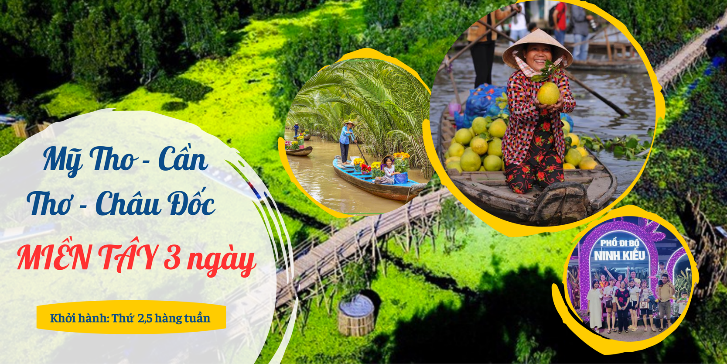 Mỹ Tho - Cần
Thơ - Châu Đốc
MIỀN TÂY 3 ngày
Khởi hành: Thứ 2,5 hàng tuần
PHỐ ĐI BỘ
NINH KIỀU